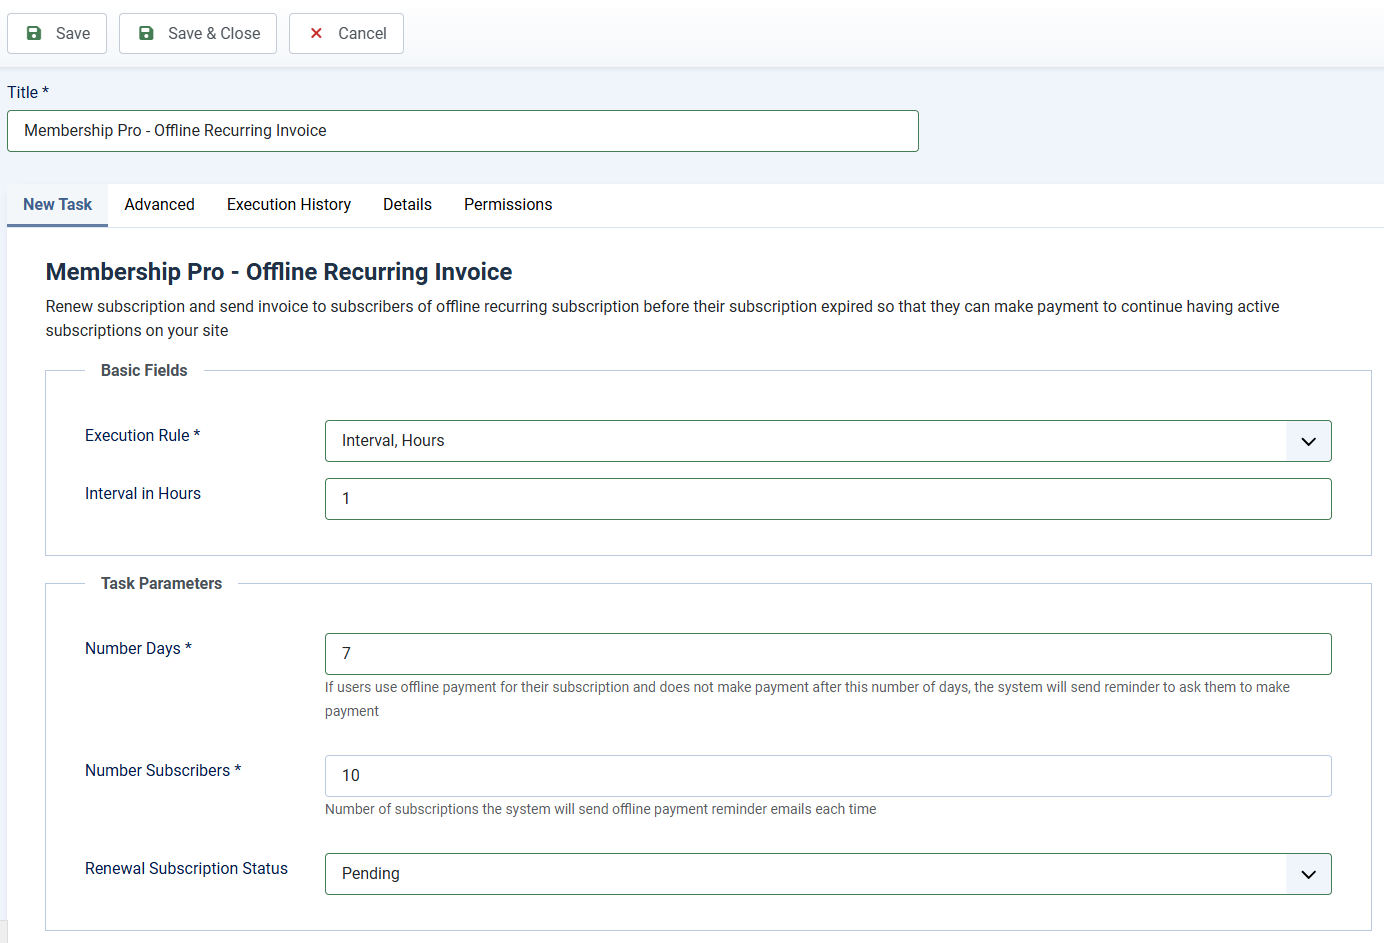 Save
Save & Close
Cancel
Title *
Membership Pro - Offline Recurring Invoice
New Task
Advanced
Execution History
Details
Permissions
Membership Pro - Offline Recurring Invoice
Renew subscription and send invoice to subscribers of offline recurring subscription before their subscription expired so that they can make payment to continue having active
subscriptions on your site
Basic Fields
Execution Rule *
Interval, Hours
Interval in Hours
1
Task Parameters
Number Days *
7
If users use offline payment for their subscription and does not make payment after this number of days, the system will send reminder to ask them to make
payment
Number Subscribers *
10
Number of subscriptions the system will send offline payment reminder emails each time
Renewal Subscription Status
Pending